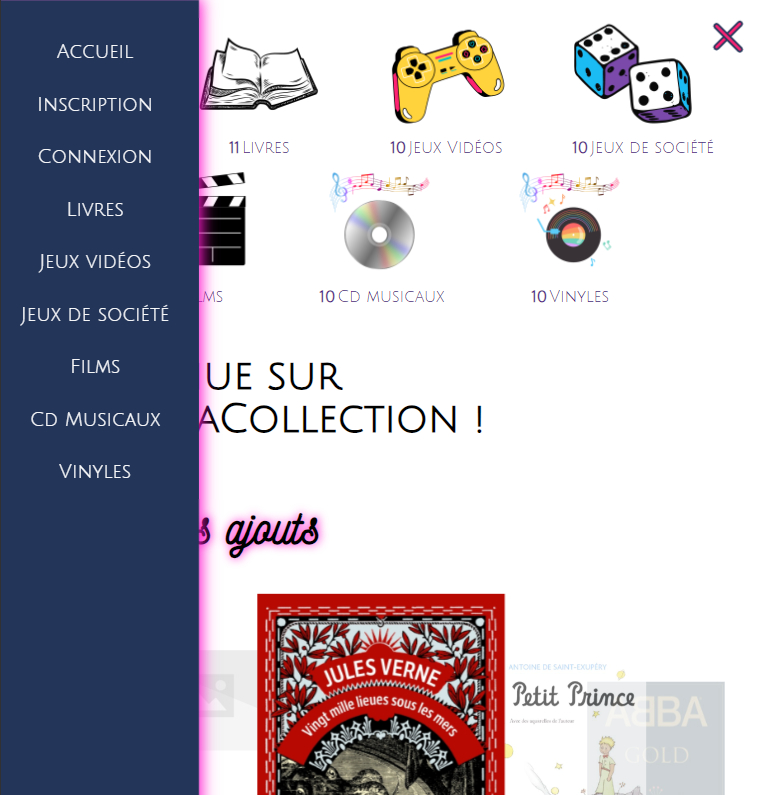 Accueil
Inscription
Connexion
Livres
Jeux vidéos
Jeux de société
Films
Cd Musicaux
Vinyles
11 Livres
10 Jeux Vidéos
10 Jeux de société
lms
10 Cd musicaux
10 Vinyles
ue sur
aCollection !
s ajouts
JULES VERNE
Vingt mille lieues sous les mers
ANTOINE DE SAINT-EXUPÉRY
Petit Prince
Avec des aquarelles de l'auteur
ABBA
GOLD